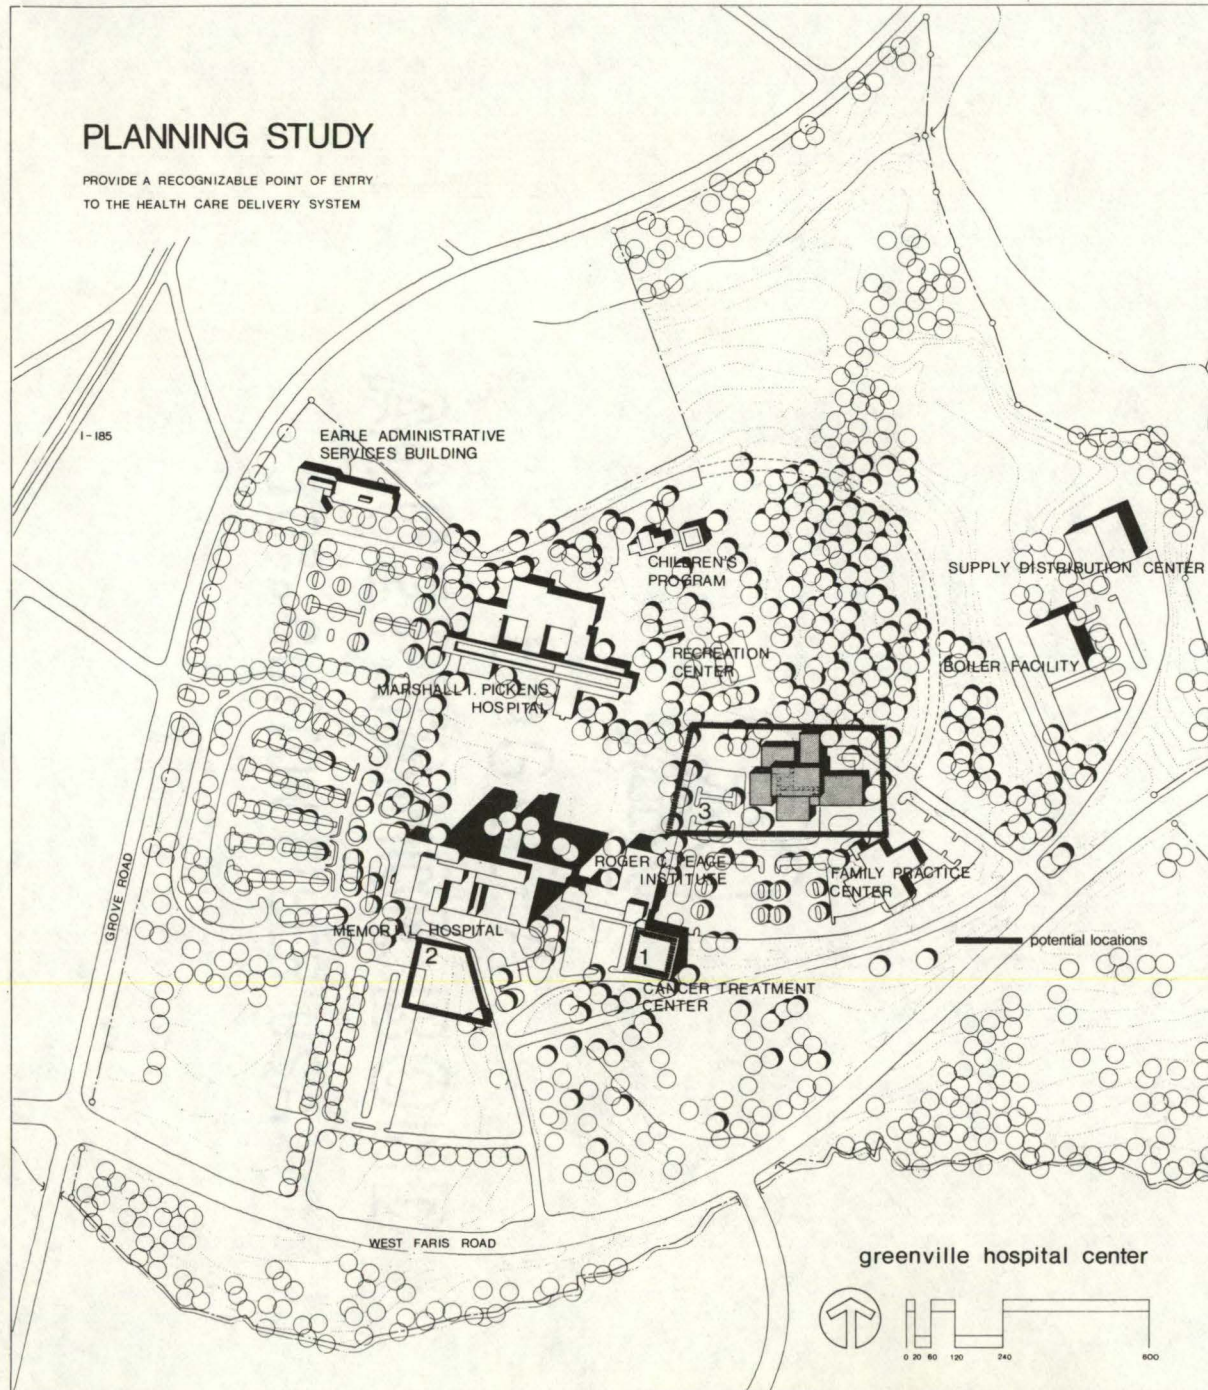 PLANNING STUDY
PROVIDE A RECOGNIZABLE POINT OF ENTRY
TO THE HEALTH CARE DELIVERY SYSTEM
I-185
EARLE ADMINISTRATIVE
SERVICES BUILDING
CHILDREN'S
PROGRAM
SUPPLY DISTRIBUTION CENTER
RECREATION
CENTER
BOILER FACILITY
MARSHALL I. PICKENS
HOSPITAL
3
ROGER C. PEACE
INSTITUTE
FAMILY PRACTICE
CENTER
GROVE ROAD
MEMORIAL HOSPITAL
potential locations
2
1
CANCER TREATMENT
CENTER
WEST FARIS ROAD
greenville hospital center
0 20 60 120 240 600